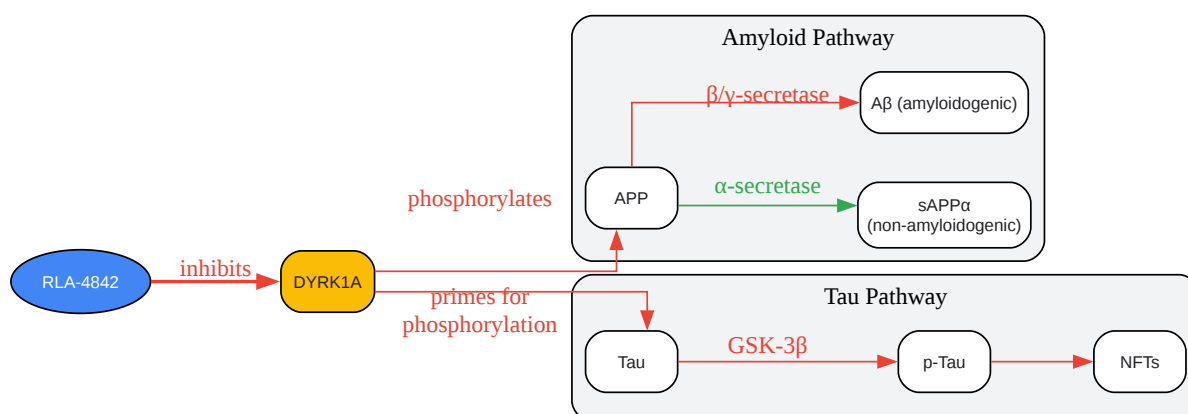 Amyloid Pathway
β/γ-secretase
Aβ (amyloidogenic)
phosphorylates
APP
α-secretase
sAPPα
(non-amyloidogenic)
RLA-4842
inhibits
DYRK1A
primes for
phosphorylation
Tau Pathway
Tau
GSK-3β
p-Tau
NFTs